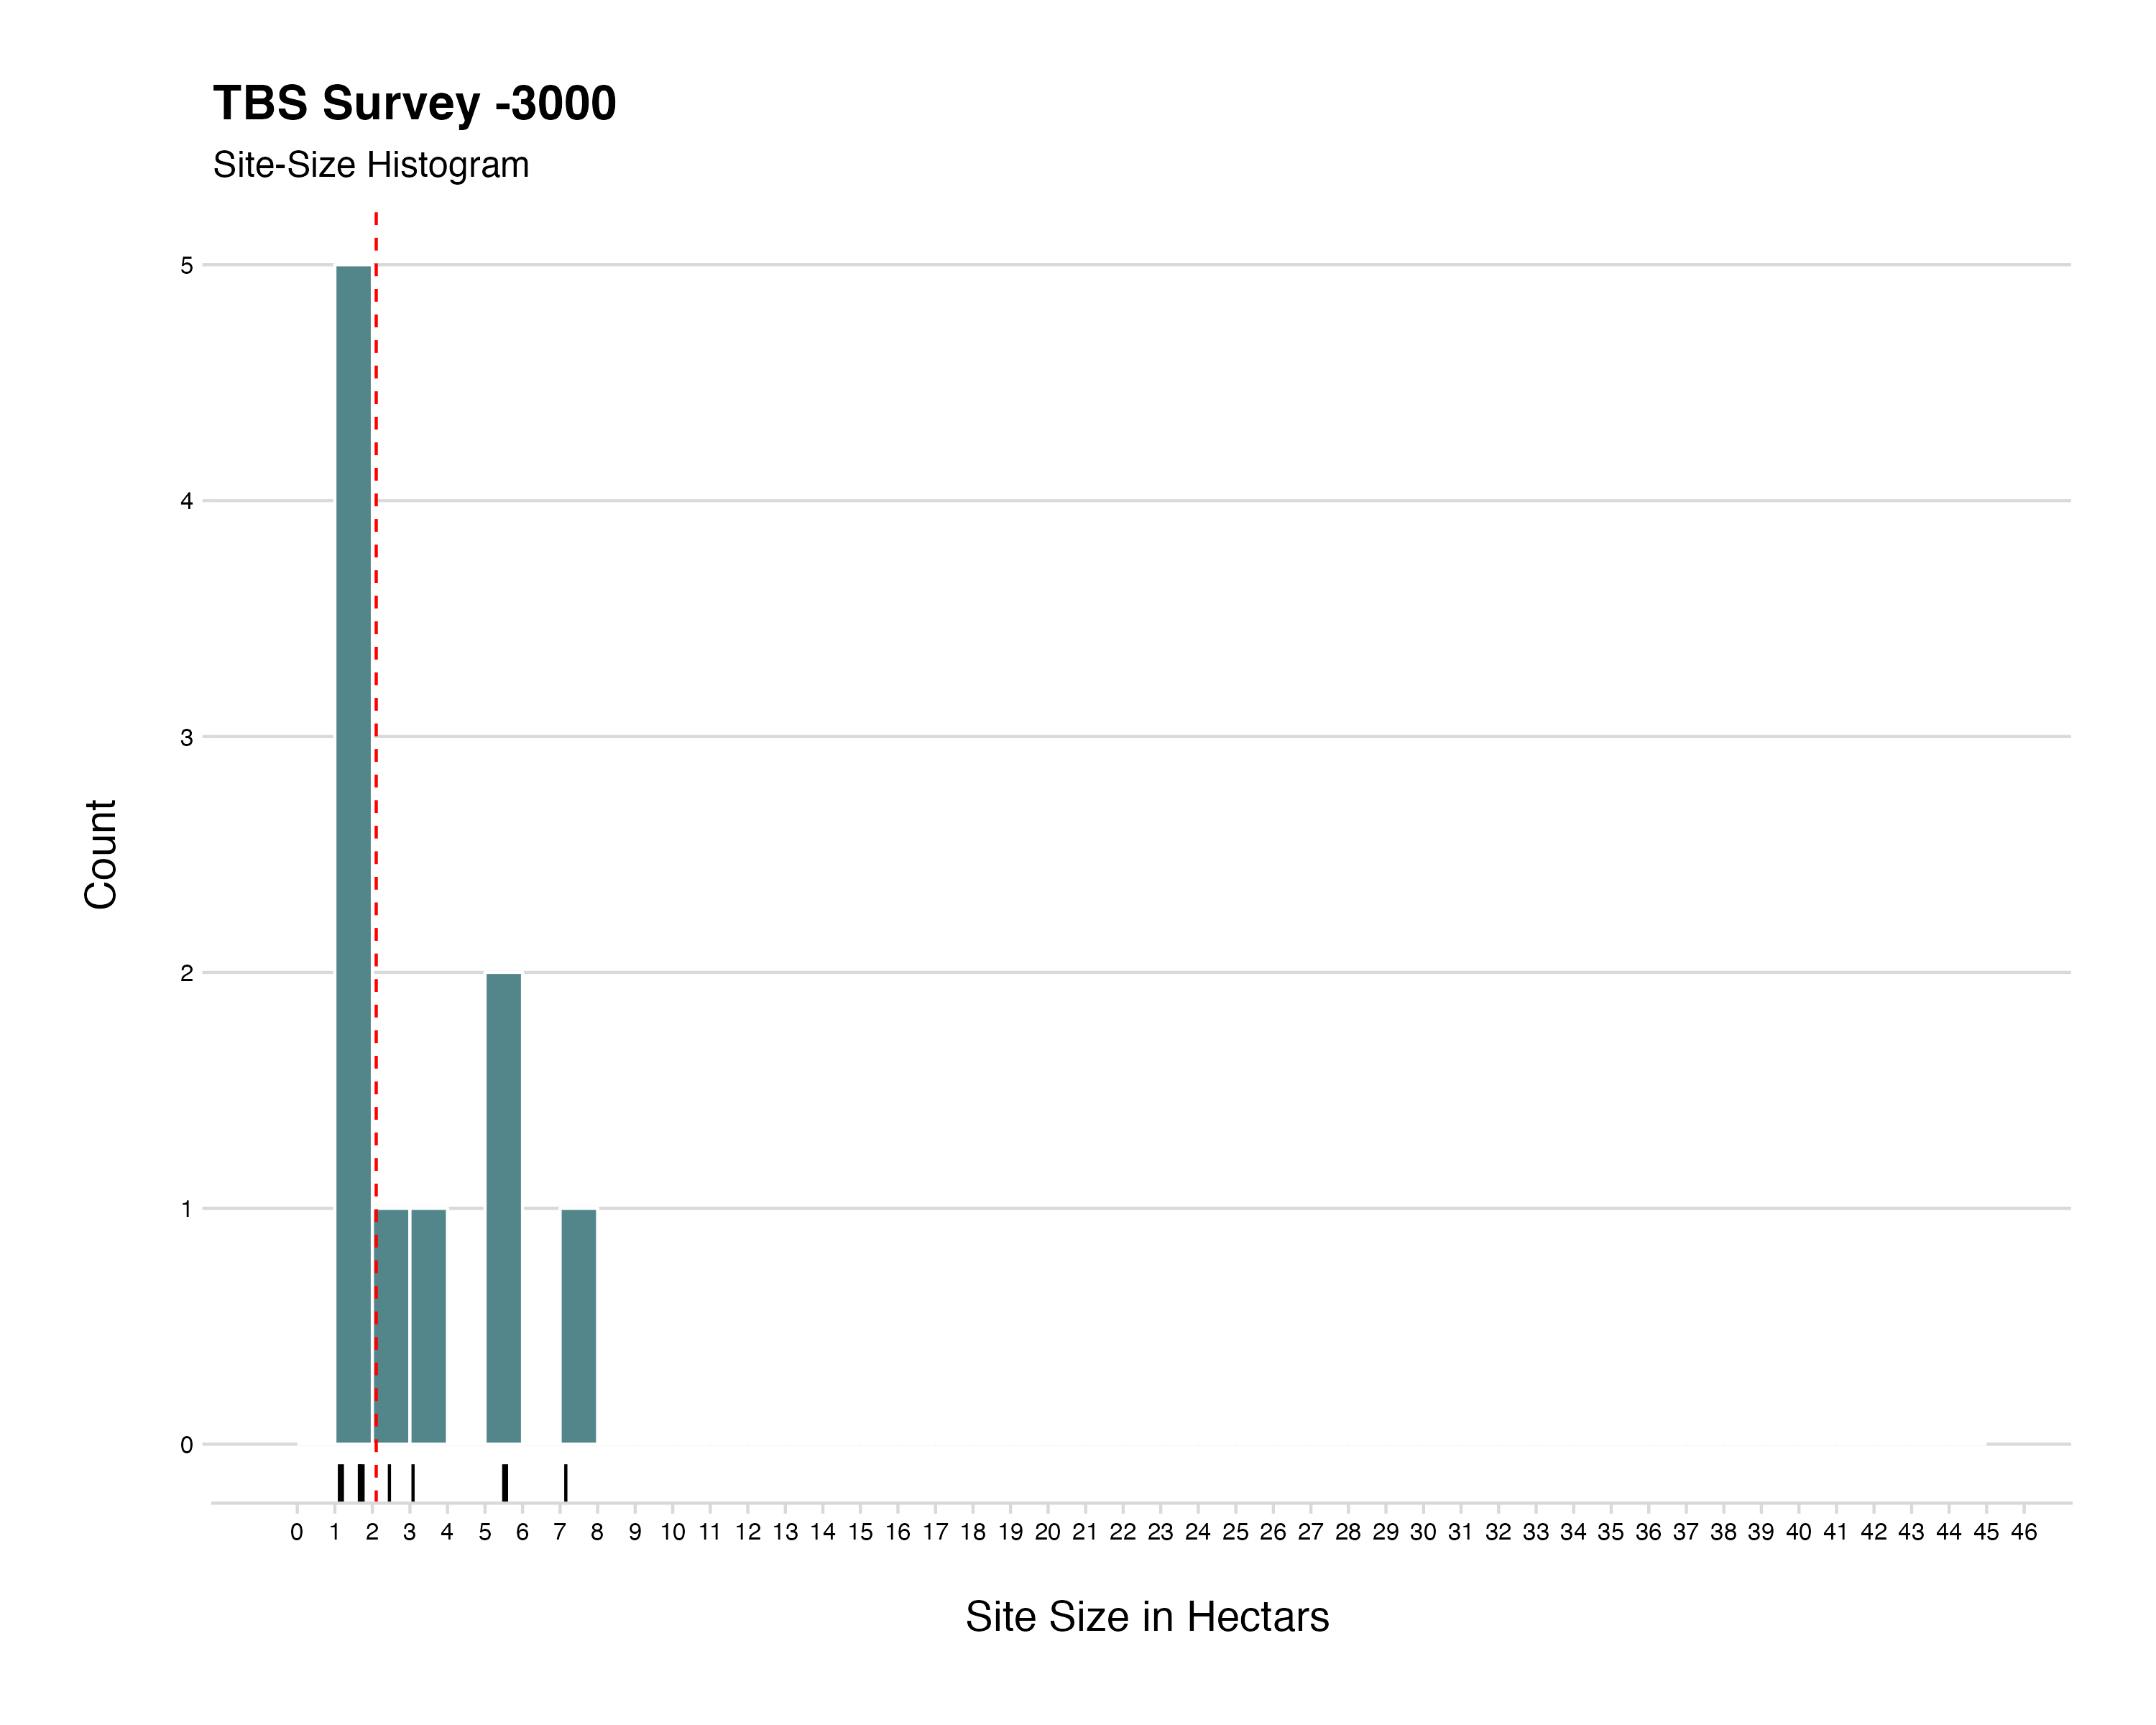 TBS Survey -3000
Site-Size Histogram
5
4
3
2
1
0
Count
0 1 2 3 4 5 6 7 8 9 10 11 12 13 14 15 16 17 18 19 20 21 22 23 24 25 26 27 28 29 30 31 32 33 34 35 36 37 38 39 40 41 42 43 44 45 46
Site Size in Hectars